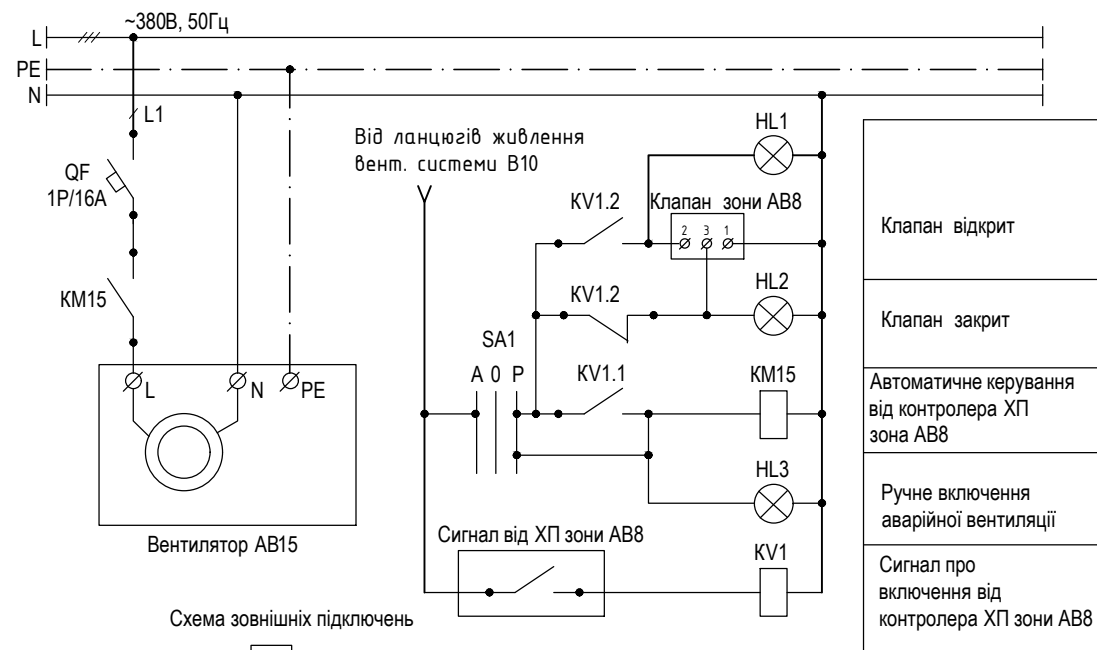 ~380В, 50Гц
L
PE
N
L1
QF
1P/16A
КМ15
L
N
PE
Вентилятор АВ15
Від ланцюгів живлення
вент. системи В10
HL1
KV1.2
Клапан зони АВ8
2 3 1
HL2
KV1.2
SA1
А 0 Р
KV1.1
КМ15
HL3
Сигнал від ХП зони АВ8
KV1
Схема зовнішніх підключень
Клапан відкрит
Клапан закрит
Автоматичне керування
від контролера ХП
зона АВ8
Ручне включення
аварійної вентиляції
Сигнал про
включення від
контролера ХП зони АВ8